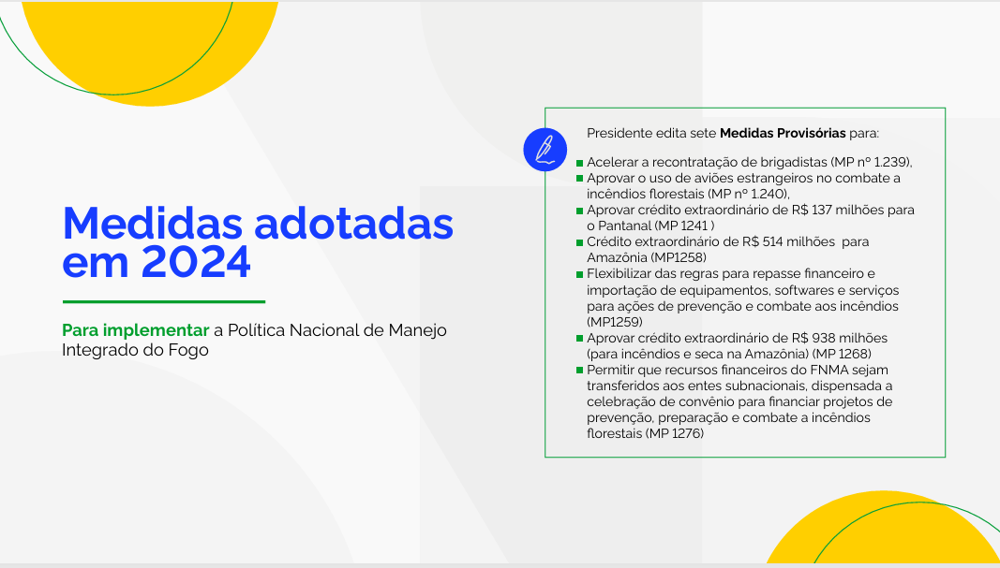 Medidas adotadas
em 2024
Para implementar a Política Nacional de Manejo
Integrado do Fogo
Presidente edita sete Medidas Provisórias para:
Acelerar a recontratação de brigadistas (MP nº 1.239),
Aprovar o uso de aviões estrangeiros no combate a
incêndios florestais (MP nº 1.240),
Aprovar crédito extraordinário de R$ 137 milhões para
o Pantanal (MP 1241 )
Crédito extraordinário de R$ 514 milhões  para
Amazônia (MP1258)
Flexibilizar das regras para repasse financeiro e
importação de equipamentos, softwares e serviços
para ações de prevenção e combate aos incêndios
(MP1259)
Aprovar crédito extraordinário de R$ 938 milhões
(para incêndios e seca na Amazônia) (MP 1268)
Permitir que recursos financeiros do FNMA sejam
transferidos aos entes subnacionais, dispensada a
celebração de convênio para financiar projetos de
prevenção, preparação e combate a incêndios
florestais (MP 1276)